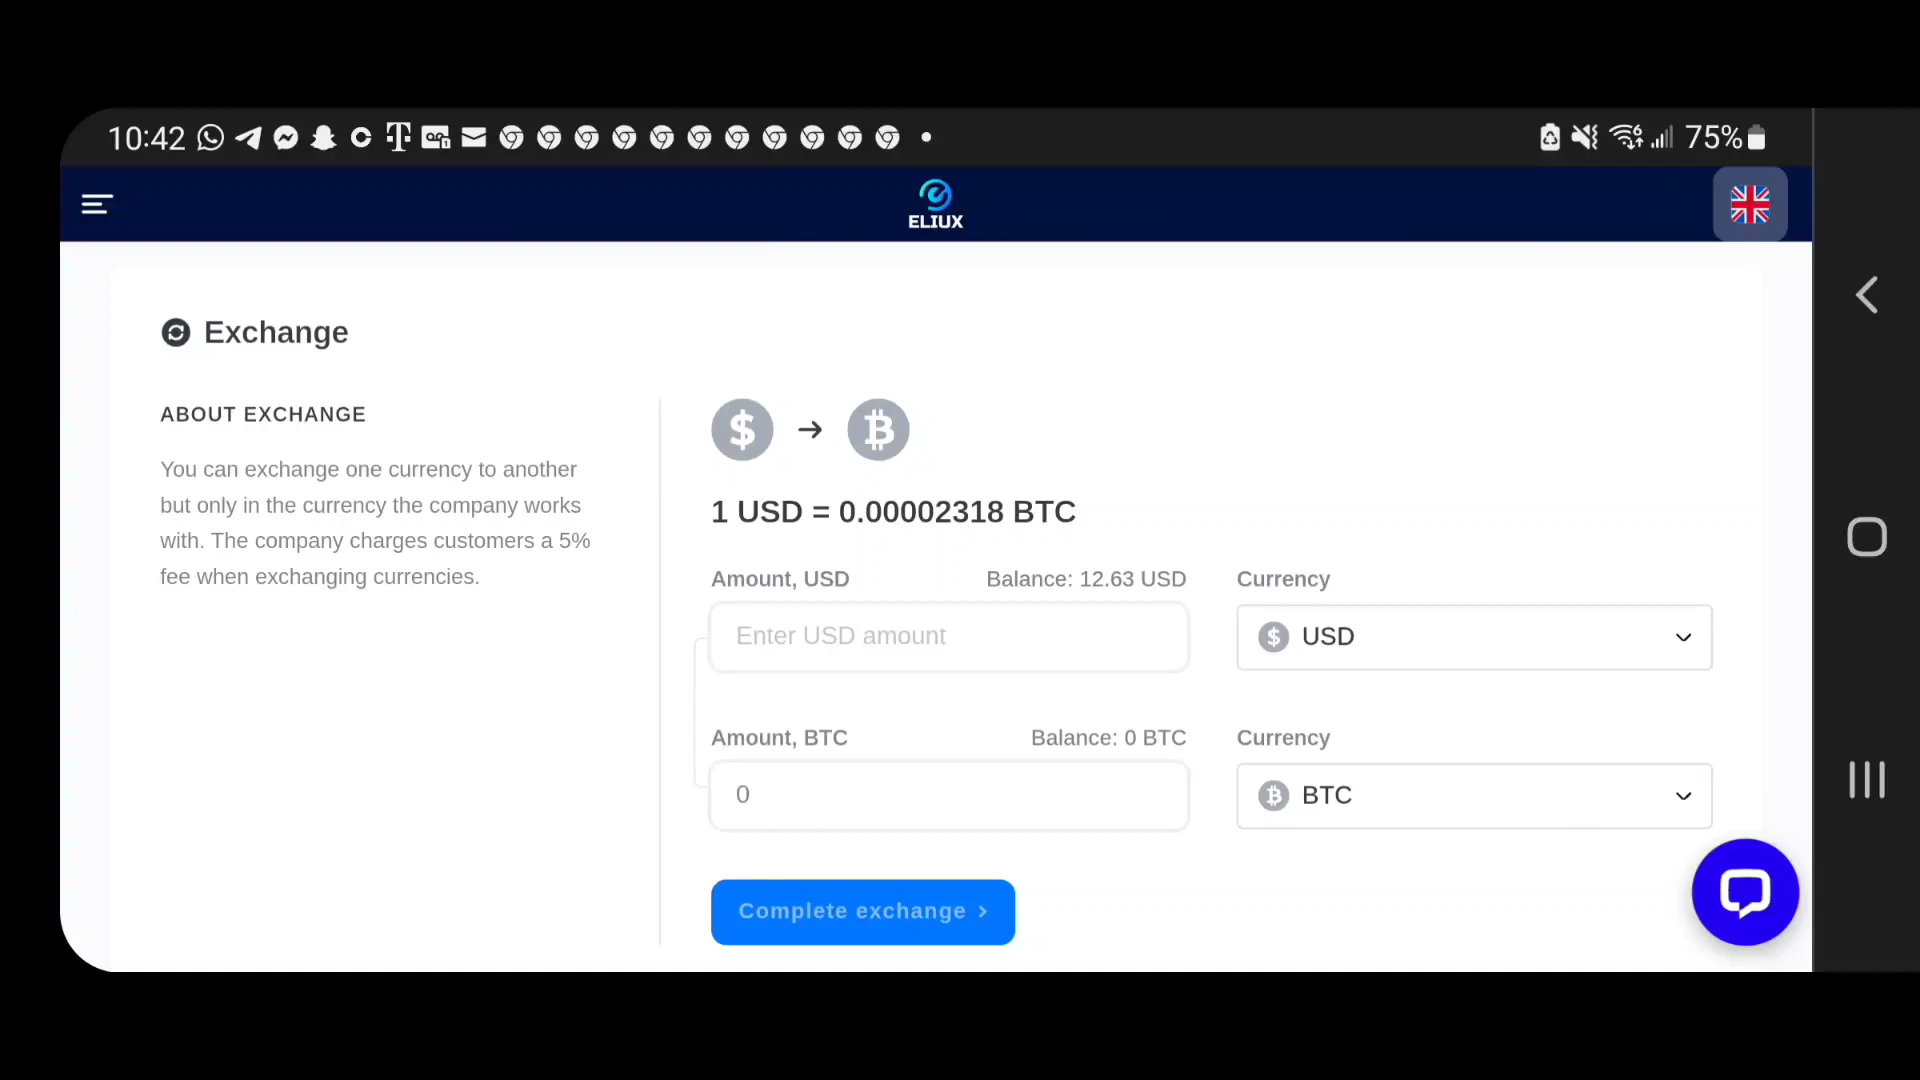 10:42
75%
ELIUX
Exchange
ABOUT EXCHANGE
You can exchange one currency to another
but only in the currency the company works
with. The company charges customers a 5%
fee when exchanging currencies.
1 USD = 0.00002318 BTC
Amount, USD
Balance: 12.63 USD
Currency
Enter USD amount
USD
Amount, BTC
Balance: 0 BTC
Currency
0
BTC
Complete exchange